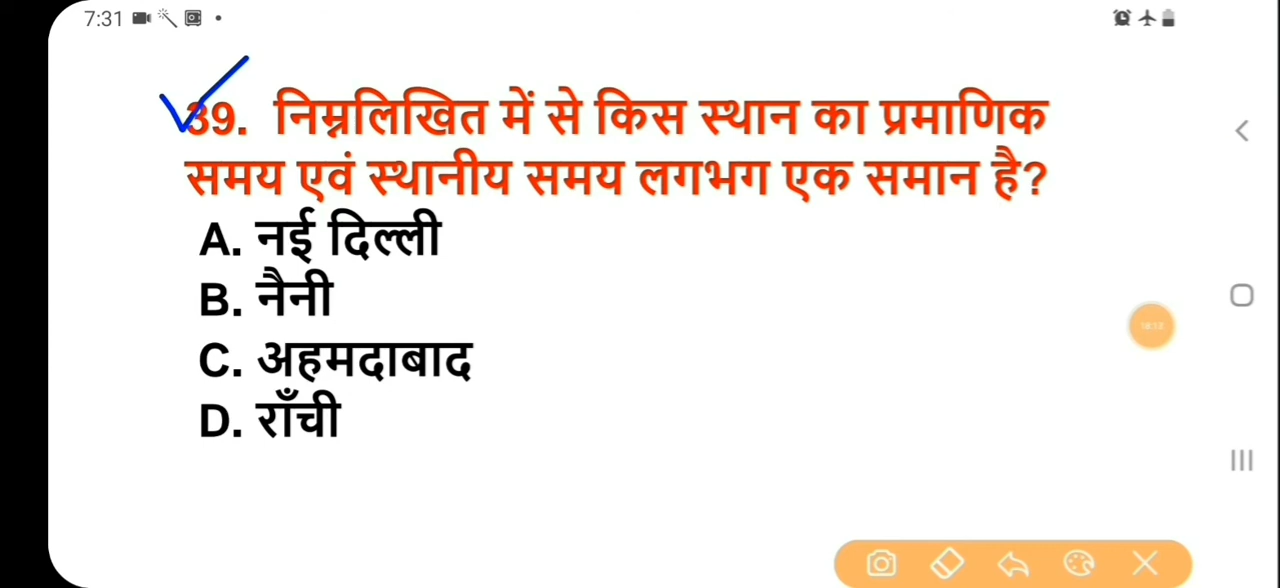 7:31
39. निम्नलिखित में से किस स्थान का प्रमाणिक
समय एवं स्थानीय समय लगभग एक समान है?
A. नई दिल्ली
B. नैनी
C. अहमदाबाद
D. राँची